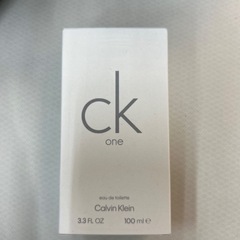 ck
one
eau de toilette
Calvin Klein
3.3 FL OZ 100 ml ℮